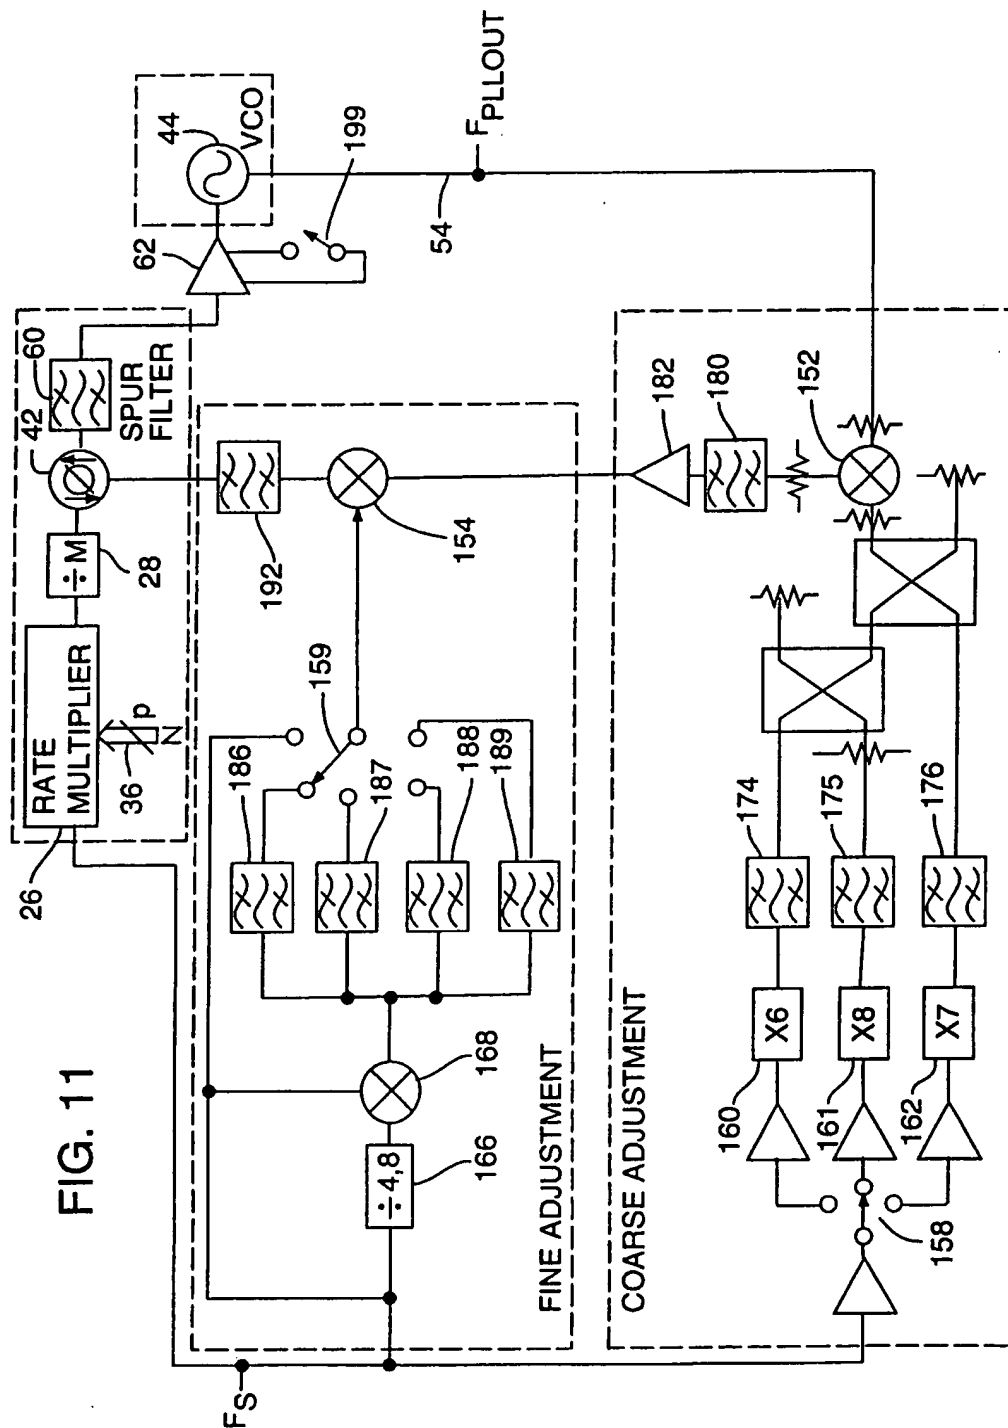 FIG. 11
F_S
26
RATE
MULTIPLIER
36
p
N
÷M
28
42
60
SPUR
FILTER
62
44
VCO
199
54
F_PLLOUT
FINE ADJUSTMENT
÷4,8
166
168
186
187
188
189
159
154
192
COARSE ADJUSTMENT
158
160
161
162
X6
X8
X7
174
175
176
152
180
182